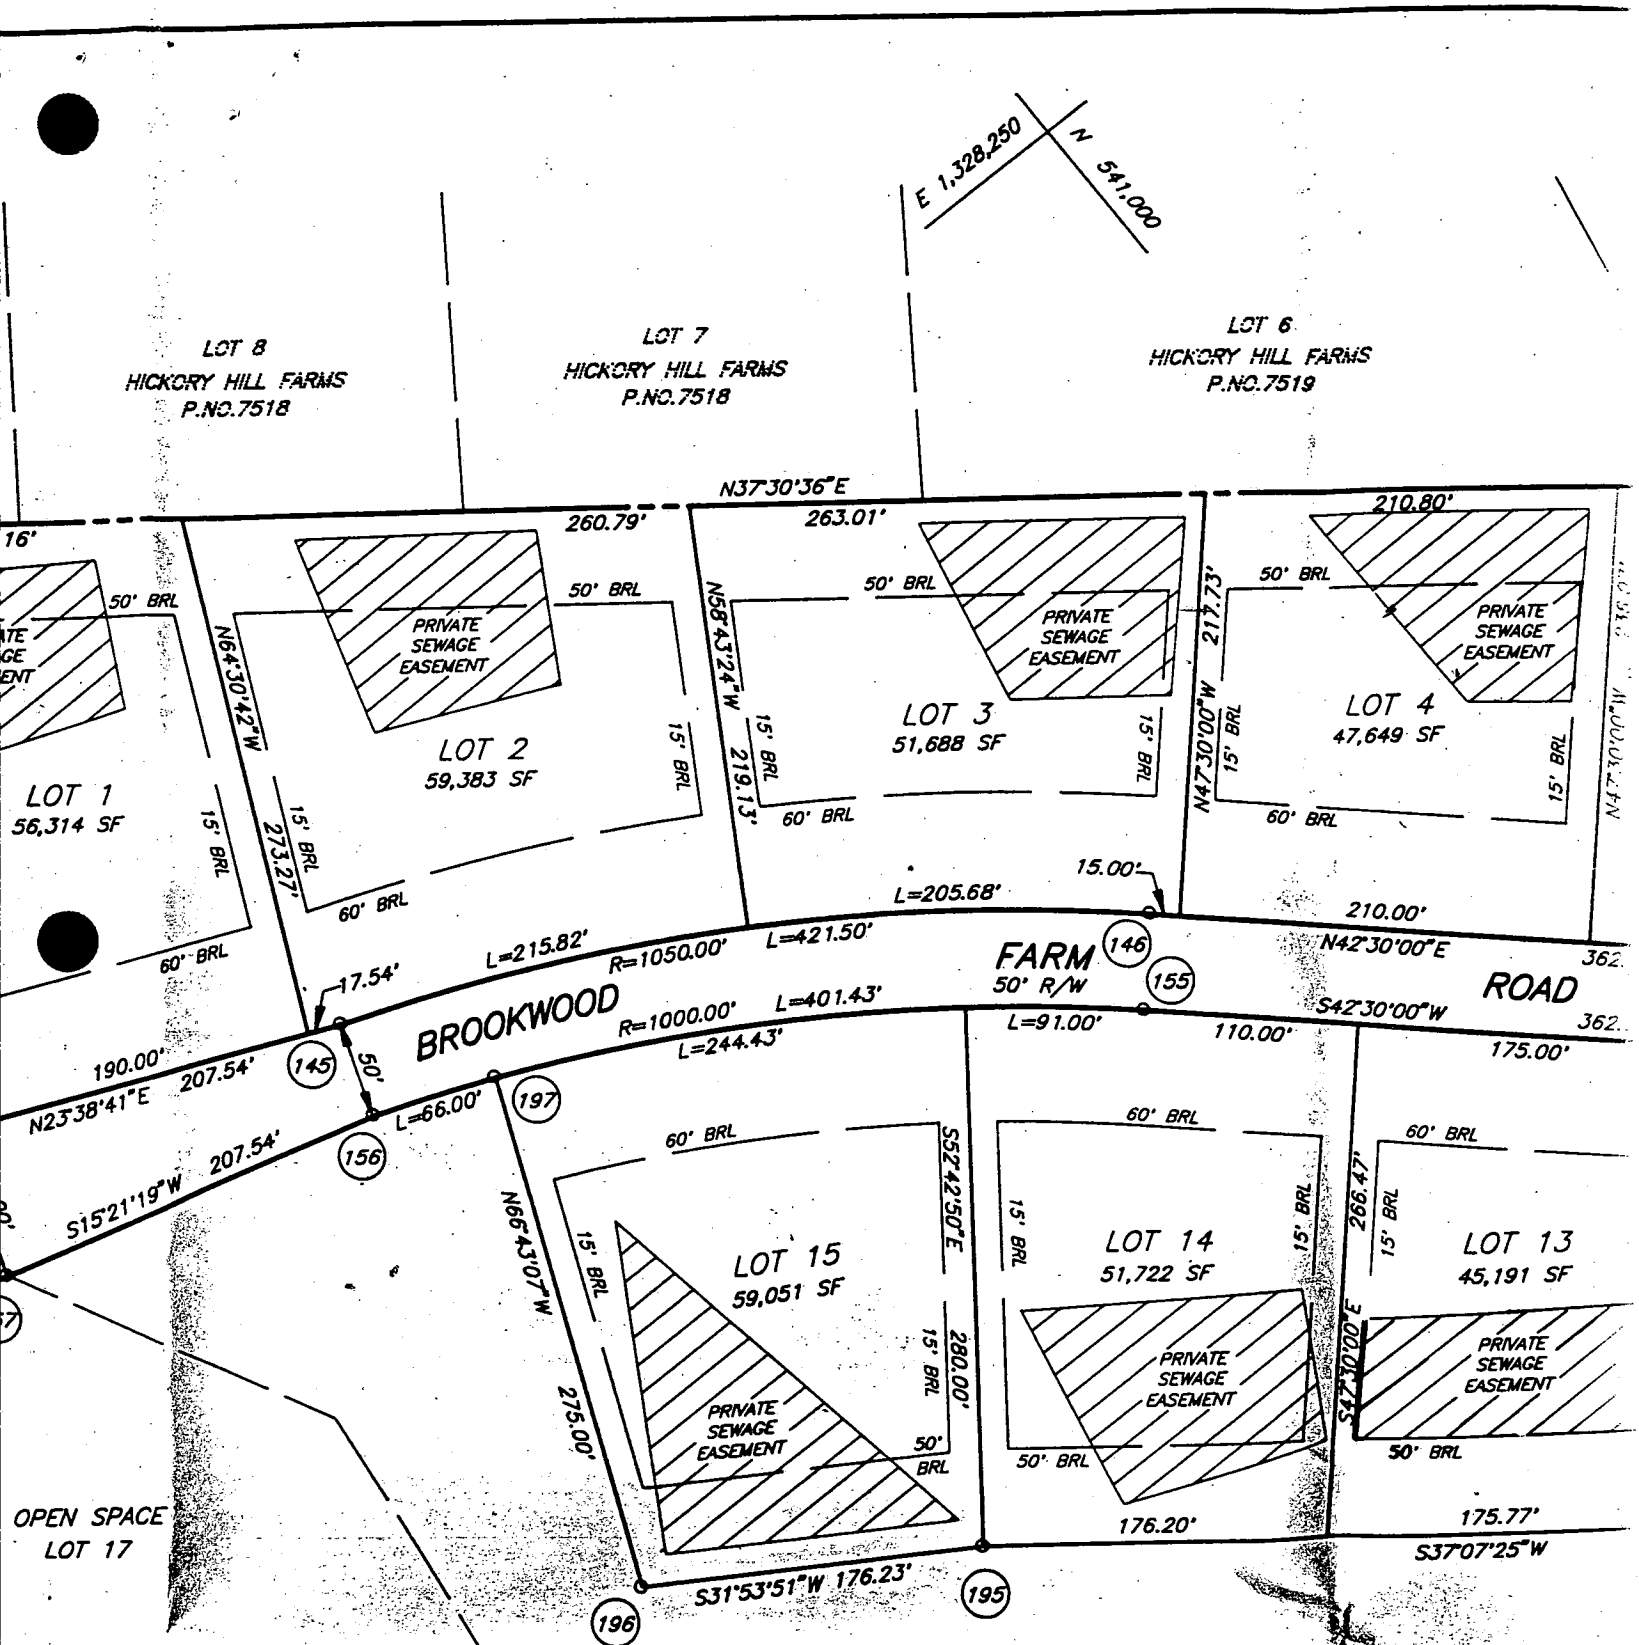 E 1,328,250
N 541,000
LOT 8
HICKORY HILL FARMS
P.NO.7518
LOT 7
HICKORY HILL FARMS
P.NO.7518
LOT 6
HICKORY HILL FARMS
P.NO.7519
N37°30'36"E
16'
260.79'
263.01'
210.80'
50' BRL
50' BRL
50' BRL
50' BRL
PRIVATE
SEWAGE
EASEMENT
PRIVATE
SEWAGE
EASEMENT
PRIVATE
SEWAGE
EASEMENT
N64°30'42"W
273.27'
N58°43'24"W 219.13'
N47°30'00"W 217.73'
LOT 1
56,314 SF
LOT 2
59,383 SF
LOT 3
51,688 SF
LOT 4
47,649 SF
15' BRL
15' BRL
15' BRL
15' BRL
15' BRL
15' BRL
15' BRL
60' BRL
60' BRL
60' BRL
60' BRL
N47°30'00"W
15.00'
L=205.68'
L=215.82'
R=1050.00'
L=421.50'
17.54'
210.00'
N42°30'00"E
362.
146
155
145
BROOKWOOD
FARM
50' R/W
ROAD
190.00'
N23°38'41"E 207.54'
50'
R=1000.00'
L=401.43'
L=244.43'
L=66.00'
L=91.00'
110.00'
S42°30'00"W
362.
175.00'
156
197
S15°21'19"W 207.54'
60' BRL
60' BRL
60' BRL
N66°43'07"W
275.00'
S52°42'50"E
280.00'
266.47'
S47°30'00"E
15' BRL
15' BRL
15' BRL
15' BRL
15' BRL
LOT 15
59,051 SF
LOT 14
51,722 SF
LOT 13
45,191 SF
PRIVATE
SEWAGE
EASEMENT
PRIVATE
SEWAGE
EASEMENT
PRIVATE
SEWAGE
EASEMENT
50'
BRL
50' BRL
50' BRL
OPEN SPACE
LOT 17
176.20'
175.77'
S37°07'25"W
S31°53'51"W 176.23'
196
195